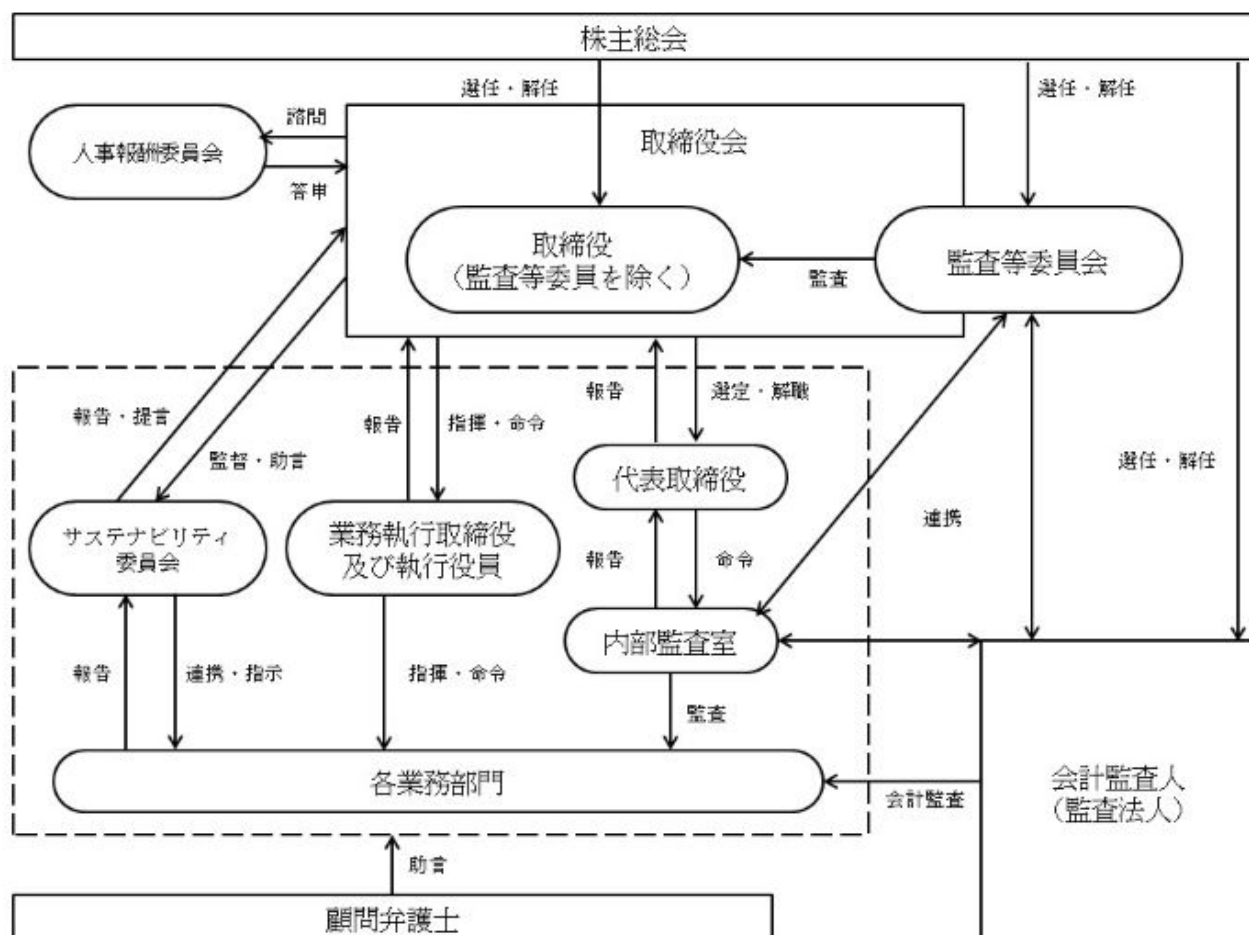 株主総会
選任・解任
選任・解任
諮問
人事報酬委員会
取締役会
答申
取締役
（監査等委員を除く）
監査
監査等委員会
報告・提言
報告
指揮・命令
報告
選定・解職
監督・助言
代表取締役
選任・解任
連携
サステナビリティ
委員会
業務執行取締役
及び執行役員
報告
命令
内部監査室
報告
連携・指示
指揮・命令
監査
各業務部門
会計監査
会計監査人
（監査法人）
助言
顧問弁護士